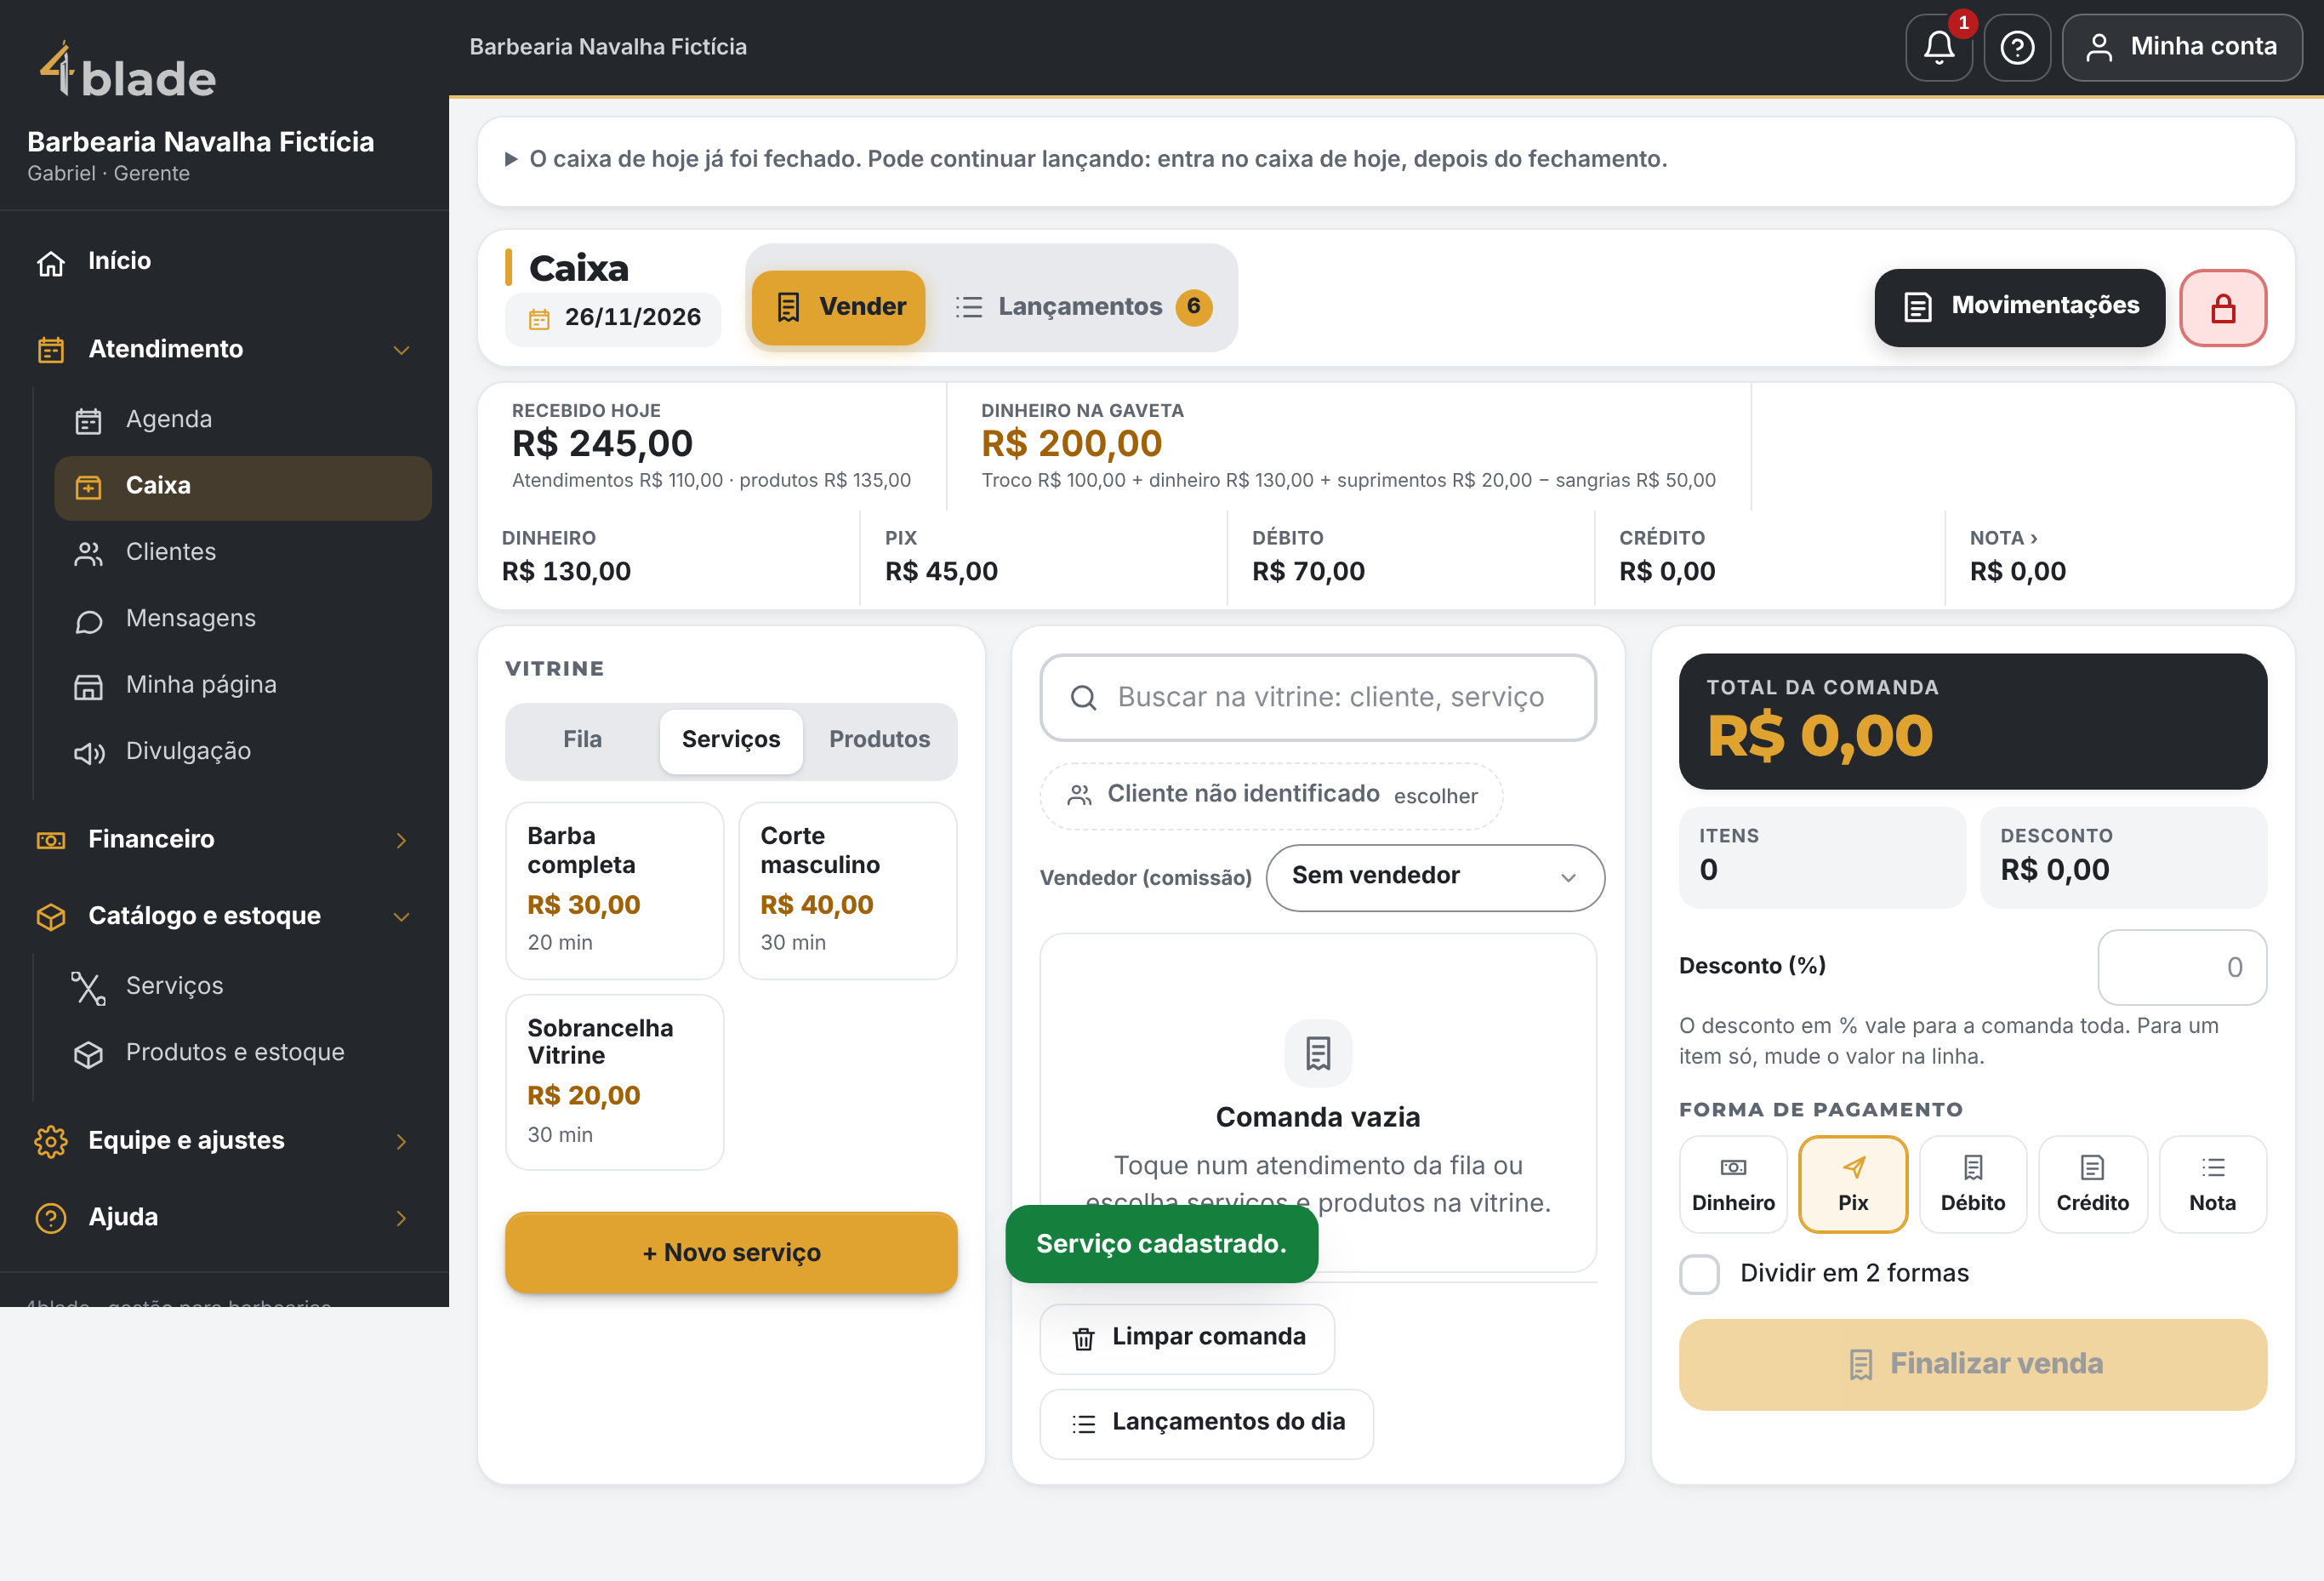 4blade
Barbearia Navalha Fictícia
Gabriel · Gerente
Início
Atendimento
Agenda
Caixa
Clientes
Mensagens
Minha página
Divulgação
Financeiro
Catálogo e estoque
Serviços
Produtos e estoque
Equipe e ajustes
Ajuda
4blade · gestão para barbearias
Barbearia Navalha Fictícia
1
Minha conta
O caixa de hoje já foi fechado. Pode continuar lançando: entra no caixa de hoje, depois do fechamento.
Caixa
26/11/2026
Vender
Lançamentos 6
Movimentações
RECEBIDO HOJE
R$ 245,00
Atendimentos R$ 110,00 · produtos R$ 135,00
DINHEIRO NA GAVETA
R$ 200,00
Troco R$ 100,00 + dinheiro R$ 130,00 + suprimentos R$ 20,00 − sangrias R$ 50,00
DINHEIRO
R$ 130,00
PIX
R$ 45,00
DÉBITO
R$ 70,00
CRÉDITO
R$ 0,00
NOTA ›
R$ 0,00
VITRINE
Fila
Serviços
Produtos
Barba
completa
R$ 30,00
20 min
Corte
masculino
R$ 40,00
30 min
Sobrancelha
Vitrine
R$ 20,00
30 min
+ Novo serviço
Buscar na vitrine: cliente, serviço
Cliente não identificado escolher
Vendedor (comissão)
Sem vendedor
Comanda vazia
Toque num atendimento da fila ou
escolha serviços e produtos na vitrine.
Serviço cadastrado.
Limpar comanda
Lançamentos do dia
TOTAL DA COMANDA
R$ 0,00
ITENS
0
DESCONTO
R$ 0,00
Desconto (%)
0
O desconto em % vale para a comanda toda. Para um
item só, mude o valor na linha.
FORMA DE PAGAMENTO
Dinheiro
Pix
Débito
Crédito
Nota
Dividir em 2 formas
Finalizar venda